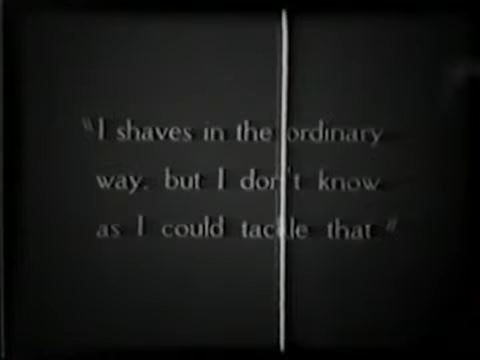 "I shaves in the ordinary
way. but I don't know
as I could tackle that"